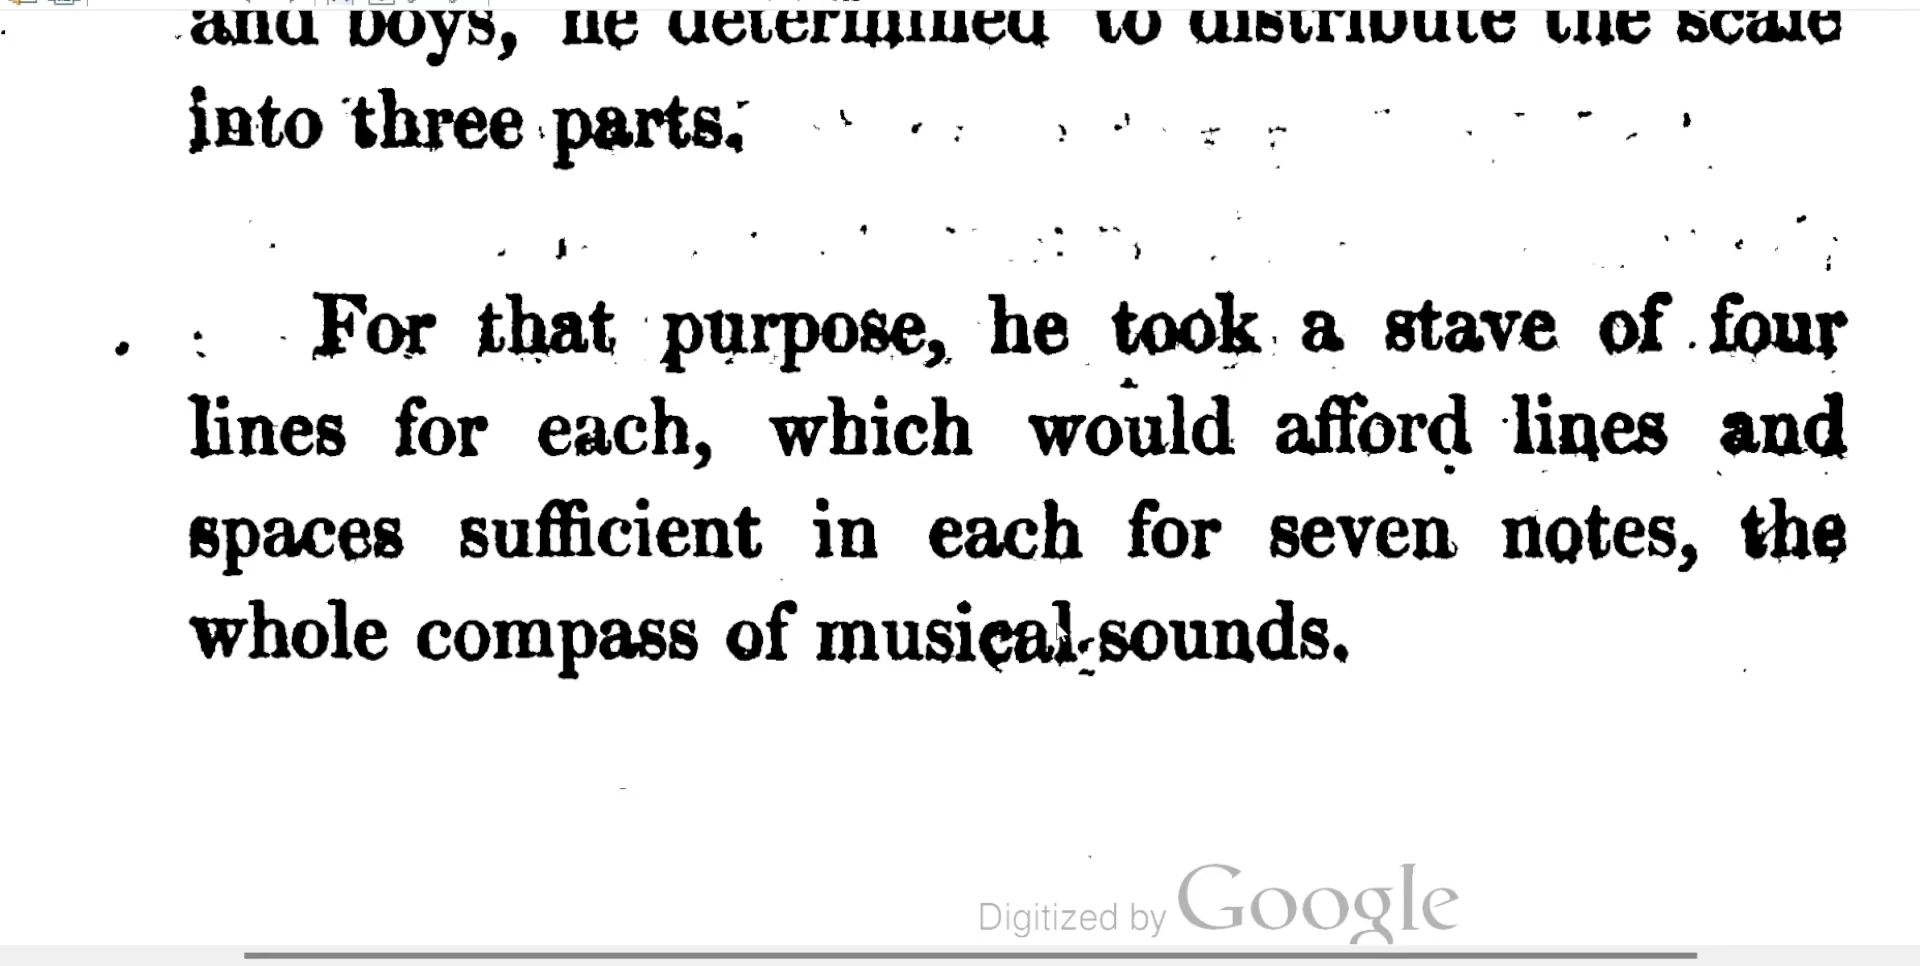 and boys, he determined to distribute the scale
into three parts.
For that purpose, he took a stave of four
lines for each, which would afford lines and
spaces sufficient in each for seven notes, the
whole compass of musical sounds.
Digitized by Google